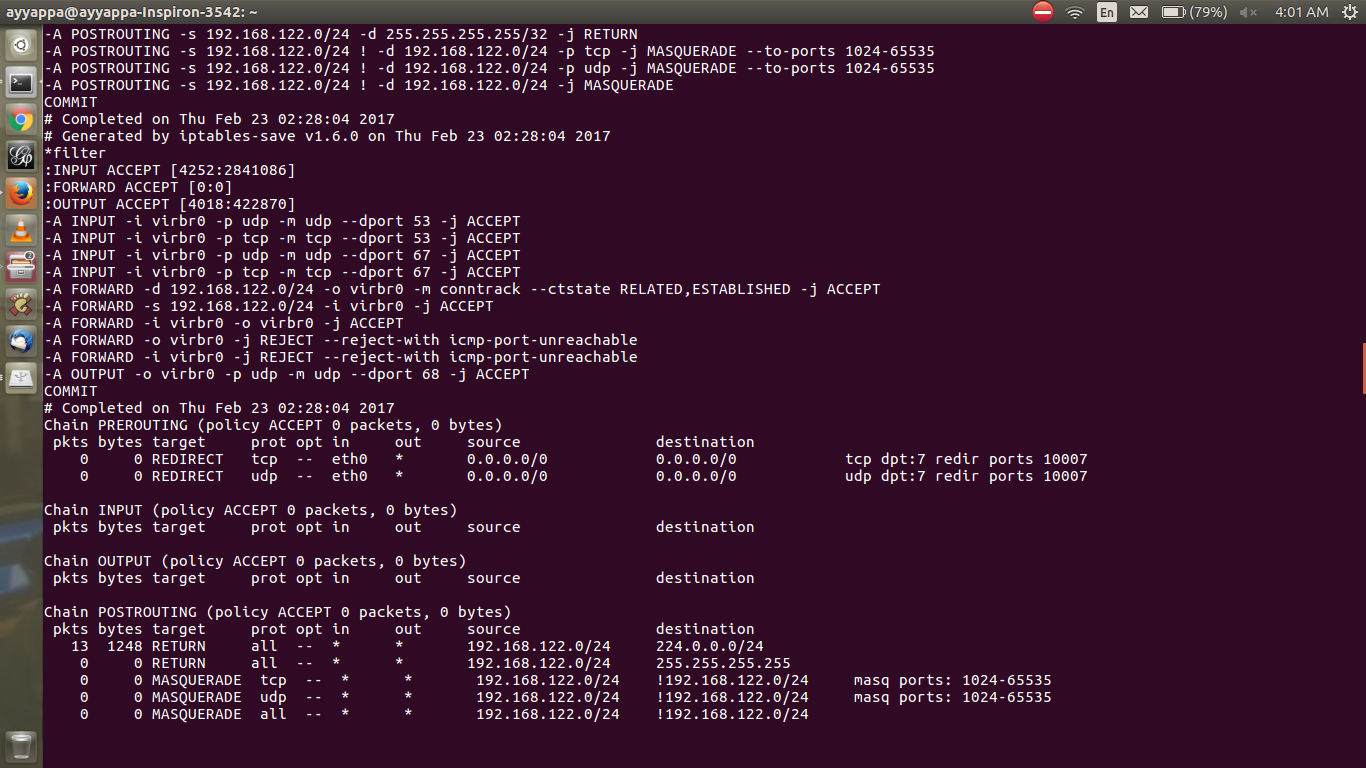 ayyappa@ayyappa-Inspiron-3542: ~ En (79%) 4:01 AM
-A POSTROUTING -s 192.168.122.0/24 -d 255.255.255.255/32 -j RETURN
-A POSTROUTING -s 192.168.122.0/24 ! -d 192.168.122.0/24 -p tcp -j MASQUERADE --to-ports 1024-65535
-A POSTROUTING -s 192.168.122.0/24 ! -d 192.168.122.0/24 -p udp -j MASQUERADE --to-ports 1024-65535
-A POSTROUTING -s 192.168.122.0/24 ! -d 192.168.122.0/24 -j MASQUERADE
COMMIT
# Completed on Thu Feb 23 02:28:04 2017
# Generated by iptables-save v1.6.0 on Thu Feb 23 02:28:04 2017
*filter
:INPUT ACCEPT [4252:2841086]
:FORWARD ACCEPT [0:0]
:OUTPUT ACCEPT [4018:422870]
-A INPUT -i virbr0 -p udp -m udp --dport 53 -j ACCEPT
-A INPUT -i virbr0 -p tcp -m tcp --dport 53 -j ACCEPT
-A INPUT -i virbr0 -p udp -m udp --dport 67 -j ACCEPT
-A INPUT -i virbr0 -p tcp -m tcp --dport 67 -j ACCEPT
-A FORWARD -d 192.168.122.0/24 -o virbr0 -m conntrack --ctstate RELATED,ESTABLISHED -j ACCEPT
-A FORWARD -s 192.168.122.0/24 -i virbr0 -j ACCEPT
-A FORWARD -i virbr0 -o virbr0 -j ACCEPT
-A FORWARD -o virbr0 -j REJECT --reject-with icmp-port-unreachable
-A FORWARD -i virbr0 -j REJECT --reject-with icmp-port-unreachable
-A OUTPUT -o virbr0 -p udp -m udp --dport 68 -j ACCEPT
COMMIT
# Completed on Thu Feb 23 02:28:04 2017
Chain PREROUTING (policy ACCEPT 0 packets, 0 bytes)
 pkts bytes target     prot opt in     out     source               destination
    0     0 REDIRECT   tcp  --  eth0   *       0.0.0.0/0            0.0.0.0/0            tcp dpt:7 redir ports 10007
    0     0 REDIRECT   udp  --  eth0   *       0.0.0.0/0            0.0.0.0/0            udp dpt:7 redir ports 10007
Chain INPUT (policy ACCEPT 0 packets, 0 bytes)
 pkts bytes target     prot opt in     out     source               destination
Chain OUTPUT (policy ACCEPT 0 packets, 0 bytes)
 pkts bytes target     prot opt in     out     source               destination
Chain POSTROUTING (policy ACCEPT 0 packets, 0 bytes)
 pkts bytes target     prot opt in     out     source               destination
   13  1248 RETURN     all  --  *      *       192.168.122.0/24     224.0.0.0/24
    0     0 RETURN     all  --  *      *       192.168.122.0/24     255.255.255.255
    0     0 MASQUERADE  tcp  --  *      *       192.168.122.0/24    !192.168.122.0/24     masq ports: 1024-65535
    0     0 MASQUERADE  udp  --  *      *       192.168.122.0/24    !192.168.122.0/24     masq ports: 1024-65535
    0     0 MASQUERADE  all  --  *      *       192.168.122.0/24    !192.168.122.0/24